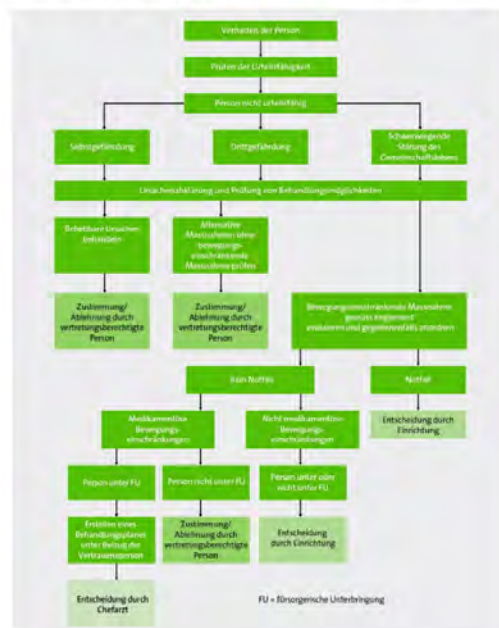 Verhalten der Person
Prüfen der Urteilsfähigkeit
Person nicht urteilsfähig
Selbstgefährdung
Drittgefährdung
Schwerwiegende
Störung des
Gemeinschaftslebens
Ursachenabklärung und Prüfung von Behandlungsmöglichkeiten
Behebbare Ursachen
behandeln
Alternative
Massnahmen ohne
bewegungs-
einschränkende
Massnahme prüfen
Zustimmung/
Ablehnung durch
vertretungsberechtigte
Person
Zustimmung/
Ablehnung durch
vertretungsberechtigte
Person
Bewegungseinschränkende Massnahme
gemäss Reglement
evaluieren und gegebenenfalls anordnen
Kein Notfall
Notfall
Medikamentöse
Bewegungs-
einschränkungen
Nicht medikamentöse
Bewegungs-
einschränkungen
Entscheidung durch
Einrichtung
Person unter FU
Person nicht unter FU
Person unter oder
nicht unter FU
Erstellen eines
Behandlungsplanes
unter Beizug der
Vertrauensperson
Zustimmung/
Ablehnung durch
vertretungsberechtigte
Person
Entscheidung
durch Einrichtung
Entscheidung durch
Chefarzt
FU = fürsorgerische Unterbringung